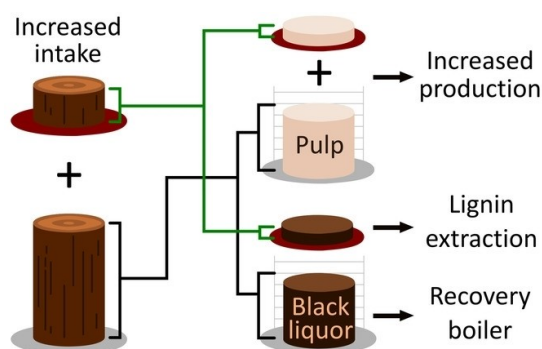 Increased
intake
+
+
Pulp
Black
liquor
Increased
production
Lignin
extraction
Recovery
boiler